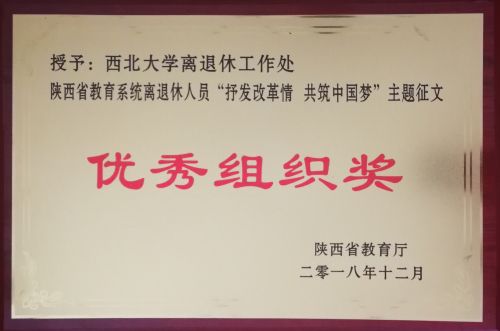 授予：西北大学离退休工作处
陕西省教育系统离退休人员“抒发改革情 共筑中国梦”主题征文
优秀组织奖
陕西省教育厅
二零一八年十二月